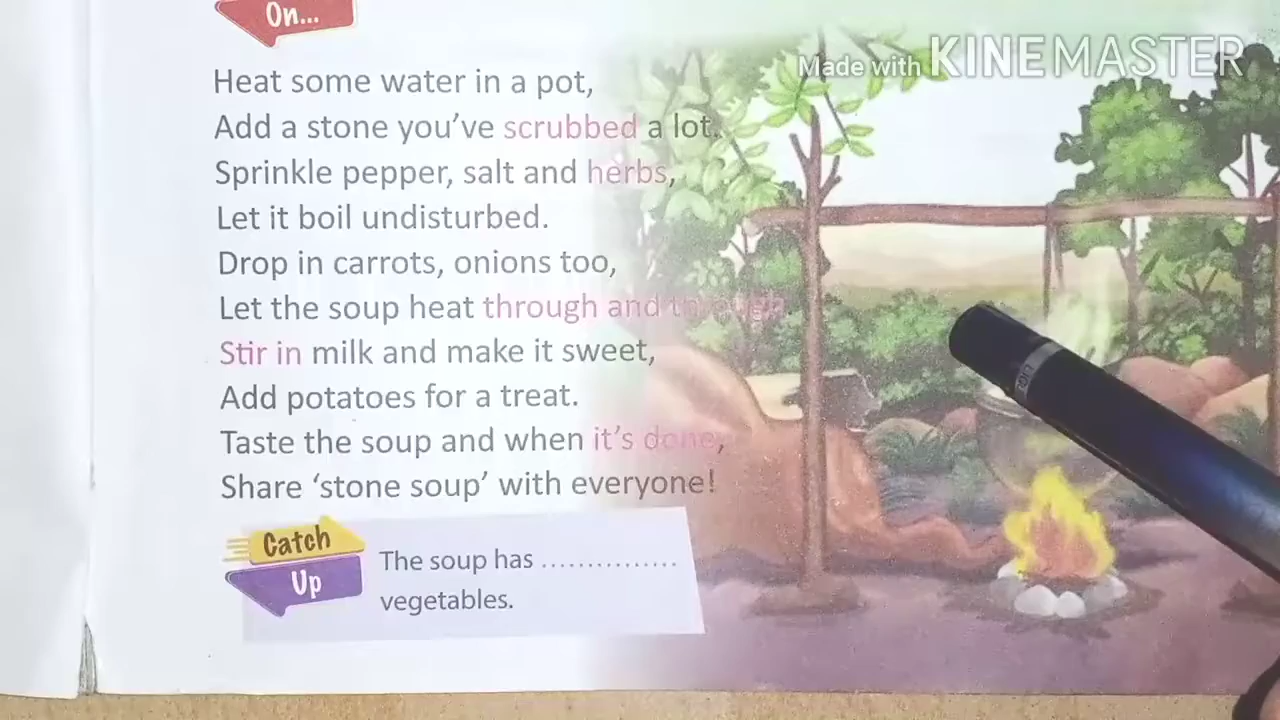 On...
Made with KINEMASTER
Heat some water in a pot,
Add a stone you've scrubbed a lot.
Sprinkle pepper, salt and herbs,
Let it boil undisturbed.
Drop in carrots, onions too,
Let the soup heat through and through
Stir in milk and make it sweet,
Add potatoes for a treat.
Taste the soup and when it's done,
Share 'stone soup' with everyone!
Catch
Up
The soup has ...............
vegetables.